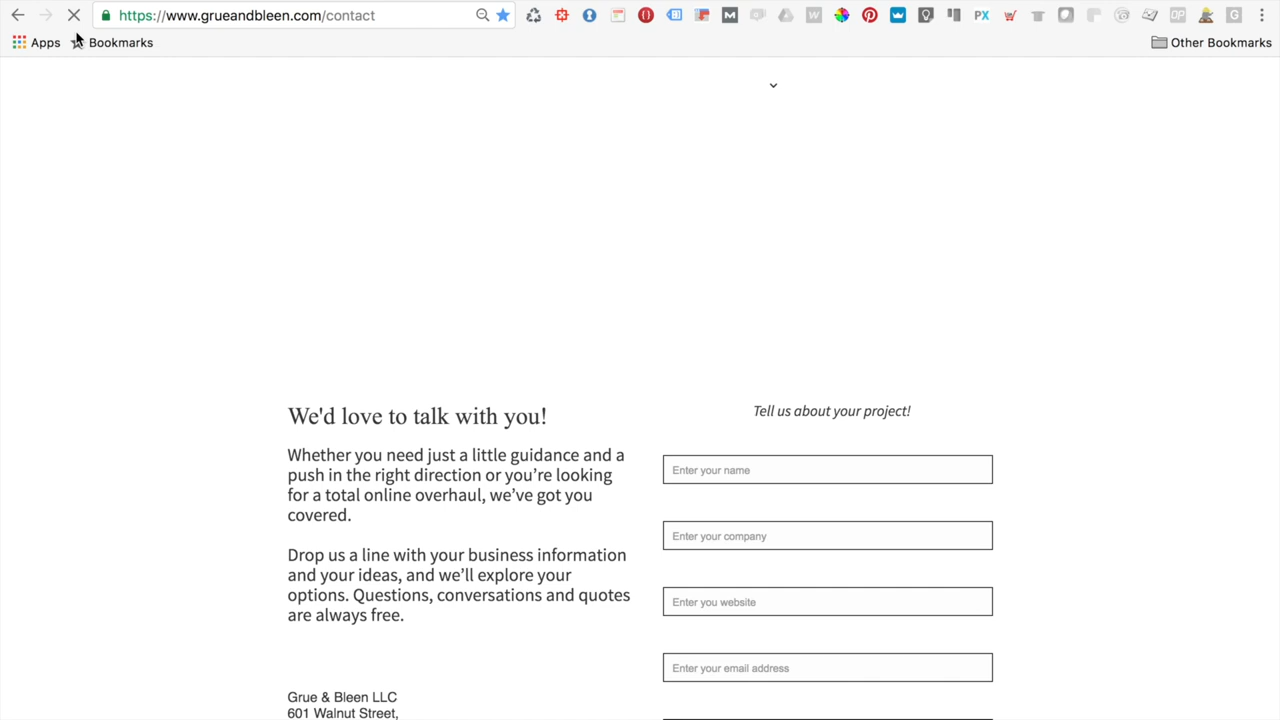 https://www.grueandbleen.com/contact
Apps
Bookmarks
Other Bookmarks
We'd love to talk with you!
Whether you need just a little guidance and a
push in the right direction or you’re looking
for a total online overhaul, we’ve got you
covered.
Drop us a line with your business information
and your ideas, and we’ll explore your
options. Questions, conversations and quotes
are always free.
Grue & Bleen LLC
601 Walnut Street,
Tell us about your project!
Enter your name
Enter your company
Enter you website
Enter your email address